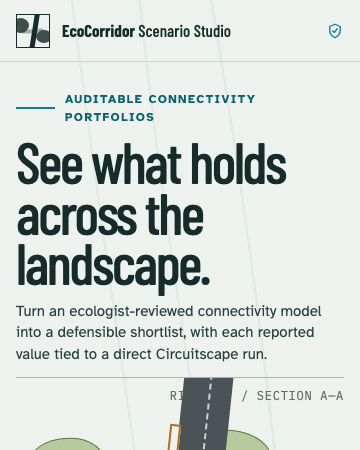 EcoCorridor Scenario Studio
AUDITABLE CONNECTIVITY
PORTFOLIOS
See what holds
across the
landscape.
Turn an ecologist-reviewed connectivity model
into a defensible shortlist, with each reported
value tied to a direct Circuitscape run.
/ SECTION A—A